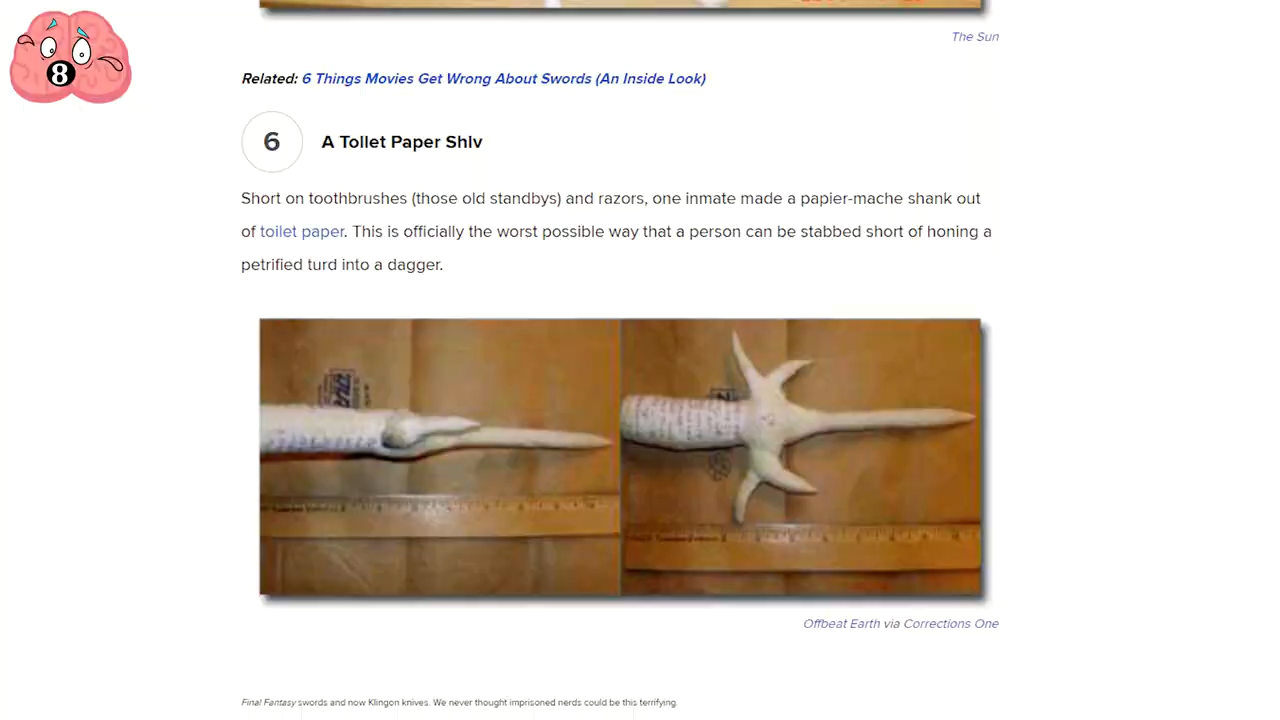 The Sun
Related: 6 Things Movies Get Wrong About Swords (An Inside Look)
8
6 A Toilet Paper Shiv
Short on toothbrushes (those old standbys) and razors, one inmate made a papier-mache shank out
of toilet paper. This is officially the worst possible way that a person can be stabbed short of honing a
petrified turd into a dagger.
Offbeat Earth via Corrections One
Final Fantasy swords and now Klingon knives. We never thought imprisoned nerds could be this terrifying.